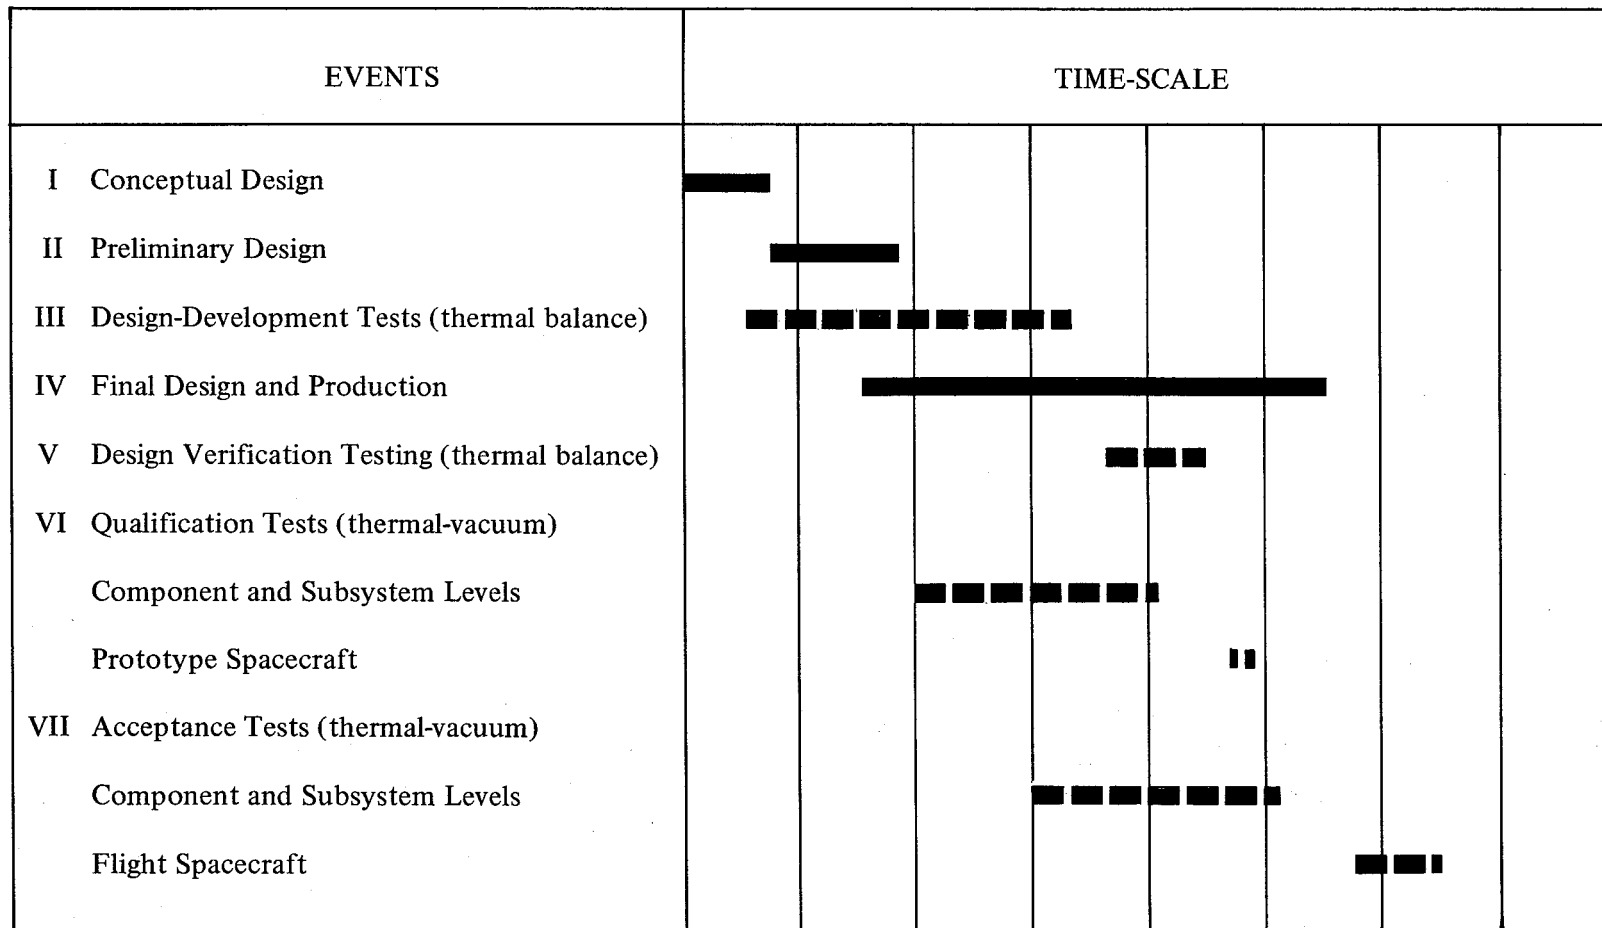 EVENTS
TIME-SCALE
I Conceptual Design
II Preliminary Design
III Design-Development Tests (thermal balance)
IV Final Design and Production
V Design Verification Testing (thermal balance)
VI Qualification Tests (thermal-vacuum)
Component and Subsystem Levels
Prototype Spacecraft
VII Acceptance Tests (thermal-vacuum)
Component and Subsystem Levels
Flight Spacecraft